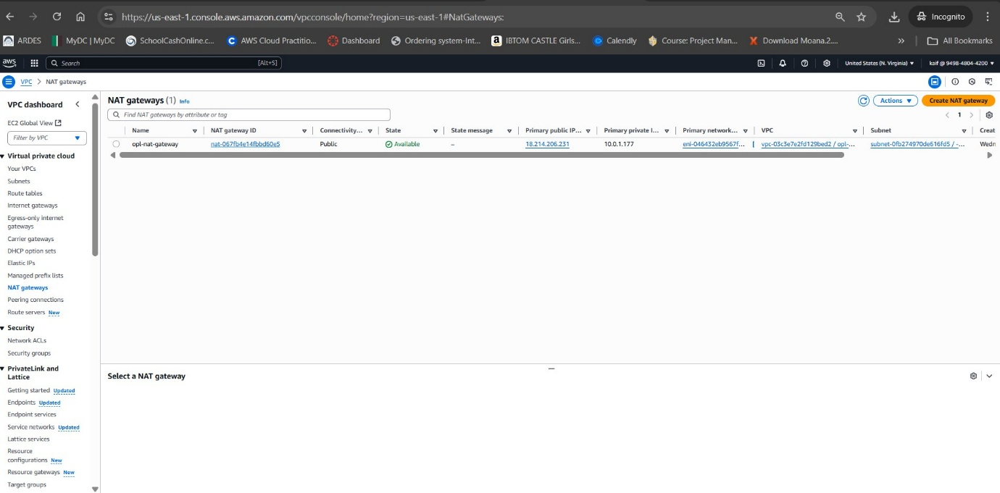 https://us-east-1.console.aws.amazon.com/vpcconsole/home?region=us-east-1#NatGateways:
Incognito
ARDES
MyDC | MyDC
SchoolCashOnline.c...
AWS Cloud Practitio...
Dashboard
Ordering system-Int...
IBTOM CASTLE Girls...
Calendly
Course: Project Man...
Download Moana.2....
»
All Bookmarks
aws
Search
[Alt+S]
United States (N. Virginia)
kaif @ 9498-4804-4200
VPC > NAT gateways
VPC dashboard
EC2 Global View
Filter by VPC
Virtual private cloud
Your VPCs
Subnets
Route tables
Internet gateways
Egress-only internet
gateways
Carrier gateways
DHCP option sets
Elastic IPs
Managed prefix lists
NAT gateways
Peering connections
Route servers New
Security
Network ACLs
Security groups
PrivateLink and
Lattice
Getting started Updated
Endpoints Updated
Endpoint services
Service networks Updated
Lattice services
Resource
configurations New
Resource gateways New
Target groups
NAT gateways (1) Info
Actions
Create NAT gateway
Find NAT gateways by attribute or tag
1
Name
NAT gateway ID
Connectivity...
State
State message
Primary public IP...
Primary private I...
Primary network...
VPC
Subnet
Creat
opl-nat-gateway
nat-067fb4e14fbbd60e5
Public
Available
–
18.214.206.231
10.0.1.177
eni-046432eb9567f...
vpc-03c3e7e2fd129bed2 / opl-...
subnet-0fb274970de616fd5 / -...
Wedn
Select a NAT gateway